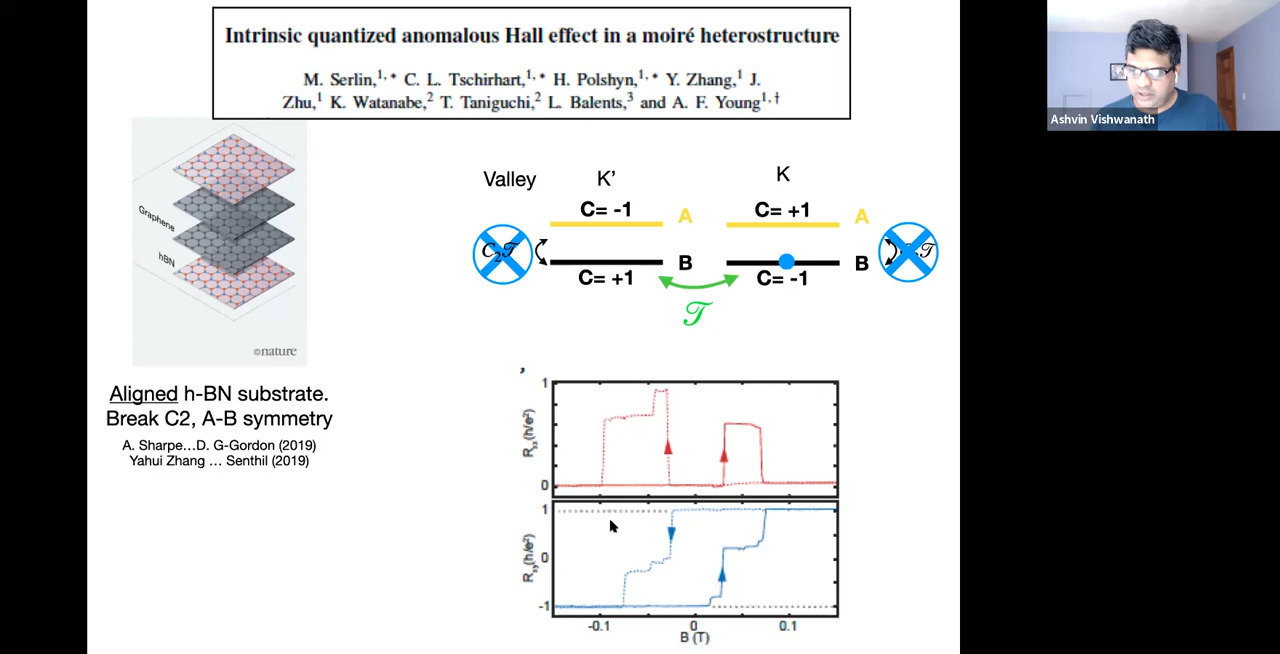 Intrinsic quantized anomalous Hall effect in a moiré heterostructure
M. Serlin,¹,* C. L. Tschirhart,¹,* H. Polshyn,¹,* Y. Zhang,¹ J.
Zhu,¹ K. Watanabe,² T. Taniguchi,² L. Balents,³ and A. F. Young¹,†
Ashvin Vishwanath
Graphene
hBN
©nature
Aligned h-BN substrate.
Break C2, A-B symmetry
A. Sharpe...D. G-Gordon (2019)
Yahui Zhang ... Senthil (2019)
Valley K’ K
C= -1 A C= +1 A
C₂𝒯 𝒯
B B
C= +1 C= -1
𝒯
,
1
Rxx(h/e²)
0
1
Rxy(h/e²)
0
-1
-0.1 0 0.1
B (T)